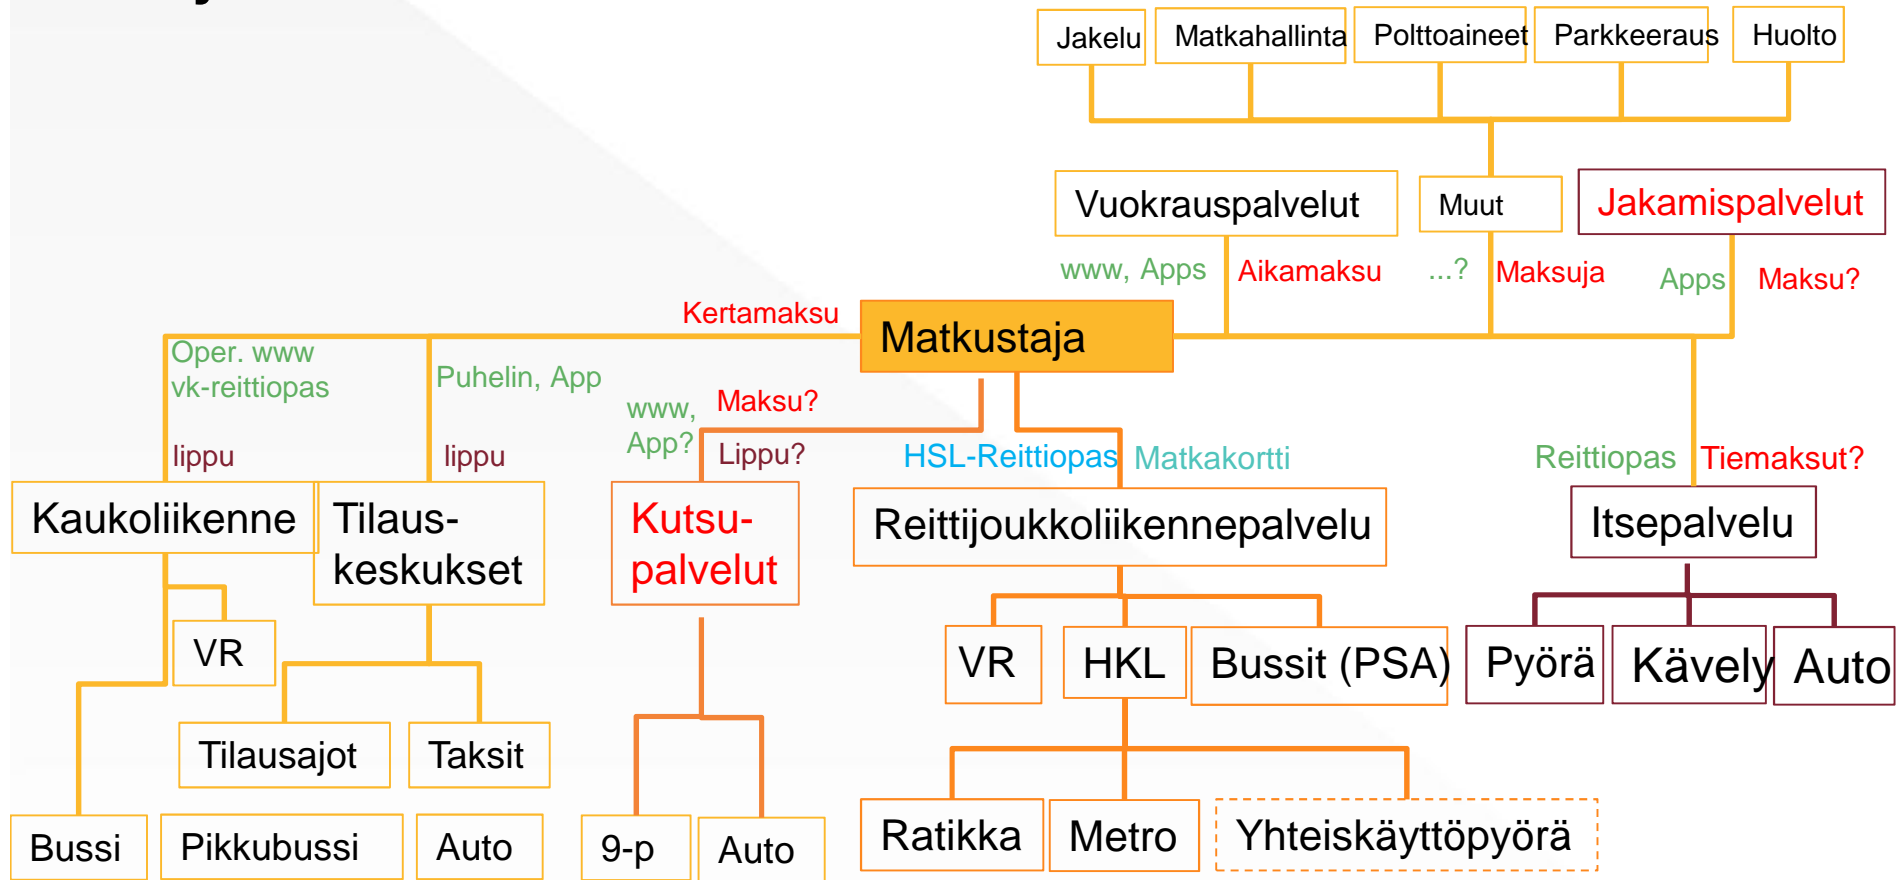 Jakelu
Matkahallinta
Polttoaineet
Parkkeeraus
Huolto
Vuokrauspalvelut
Muut
Jakamispalvelut
www, Apps
Aikamaksu
...?
Maksuja
Apps
Maksu?
Kertamaksu
Matkustaja
Oper. www
vk-reittiopas
Puhelin, App
www,
App?
Maksu?
lippu
lippu
Lippu?
HSL-Reittiopas
Matkakortti
Reittiopas
Tiemaksut?
Kaukoliikenne
Tilaus-
keskukset
Kutsu-
palvelut
Reittijoukkoliikennepalvelu
Itsepalvelu
VR
VR
HKL
Bussit (PSA)
Pyörä
Kävely
Auto
Tilausajot
Taksit
Bussi
Pikkubussi
Auto
9-p
Auto
Ratikka
Metro
Yhteiskäyttöpyörä